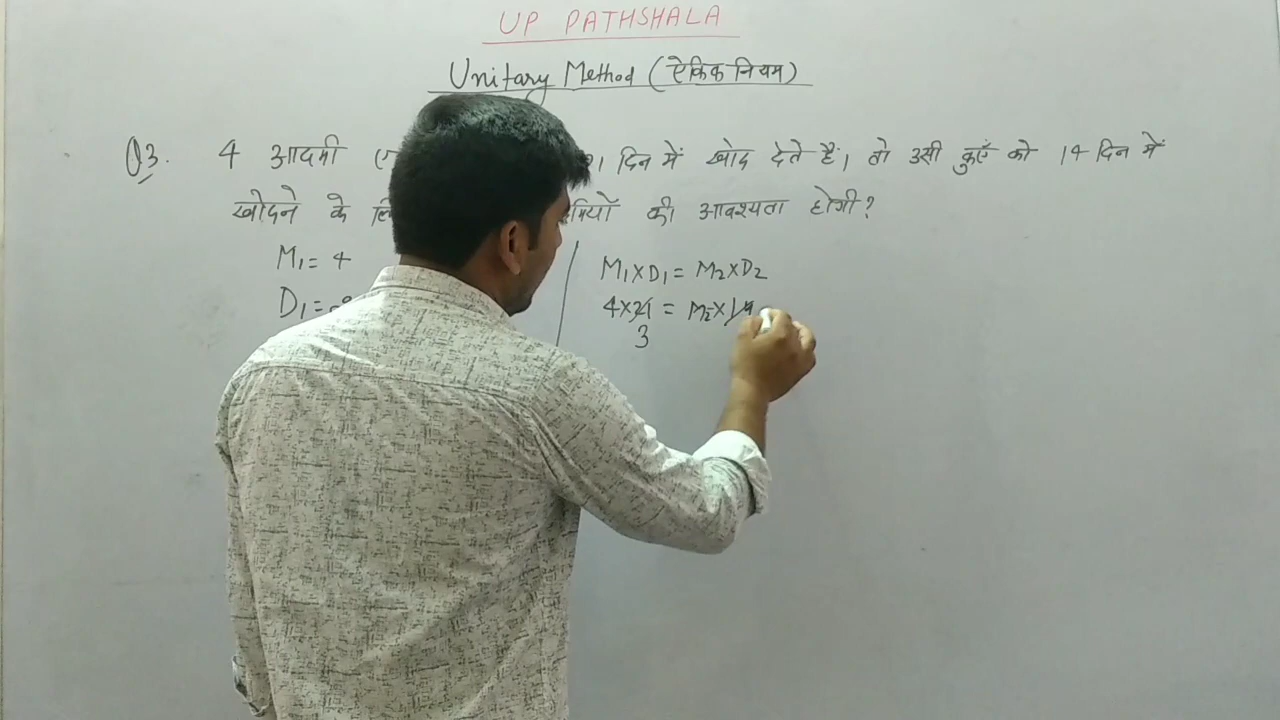 UP PATHSHALA
Unitary Method (ऐकिक नियम)
Q3. 4 आदमी दिन में खोद देते हैं, तो उसी कुएँ को 14 दिन में
खोदने के की आवश्यता होगी?
M₁= 4
D₁=
M₁×D₁= M₂×D₂
4×21 = M₂×14
3